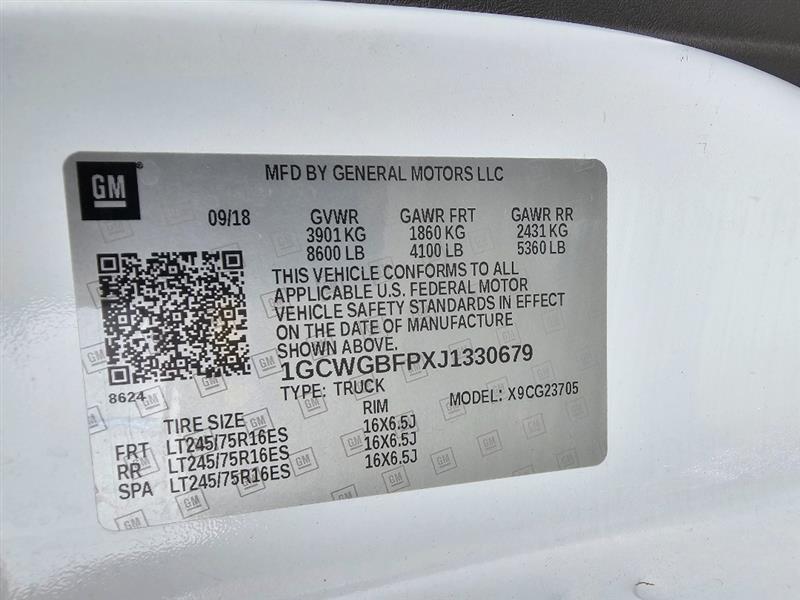 GM
MFD BY GENERAL MOTORS LLC
09/18 GVWR GAWR FRT GAWR RR
3901 KG 1860 KG 2431 KG
8600 LB 4100 LB 5360 LB
THIS VEHICLE CONFORMS TO ALL
APPLICABLE U.S. FEDERAL MOTOR
VEHICLE SAFETY STANDARDS IN EFFECT
ON THE DATE OF MANUFACTURE
SHOWN ABOVE.
1GCWGBFPXJ1330679
8624 TYPE: TRUCK MODEL: X9CG23705
TIRE SIZE RIM
FRT LT245/75R16ES 16X6.5J
RR LT245/75R16ES 16X6.5J
SPA LT245/75R16ES 16X6.5J